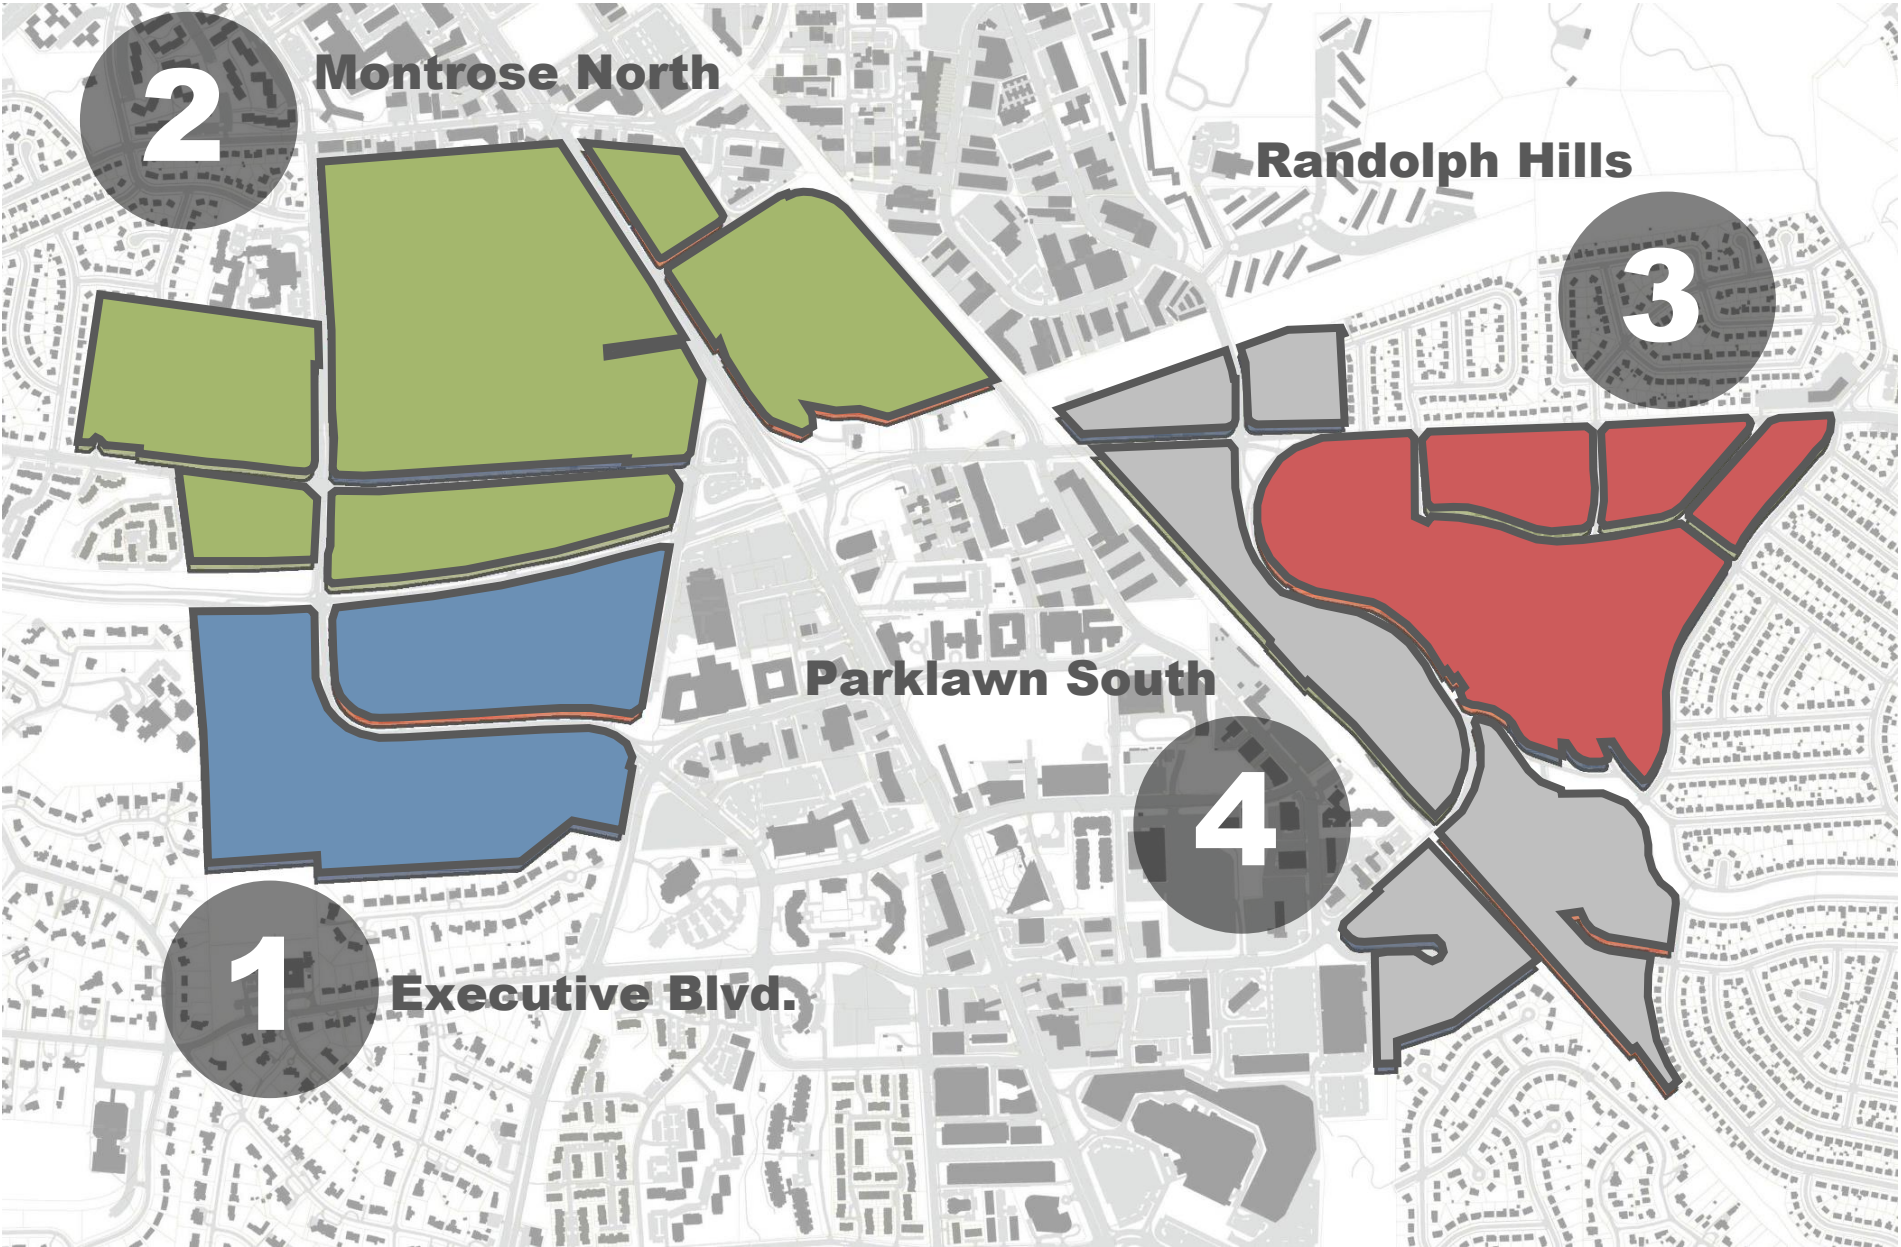 2
Montrose North
Randolph Hills
3
Parklawn South
4
1
Executive Blvd.